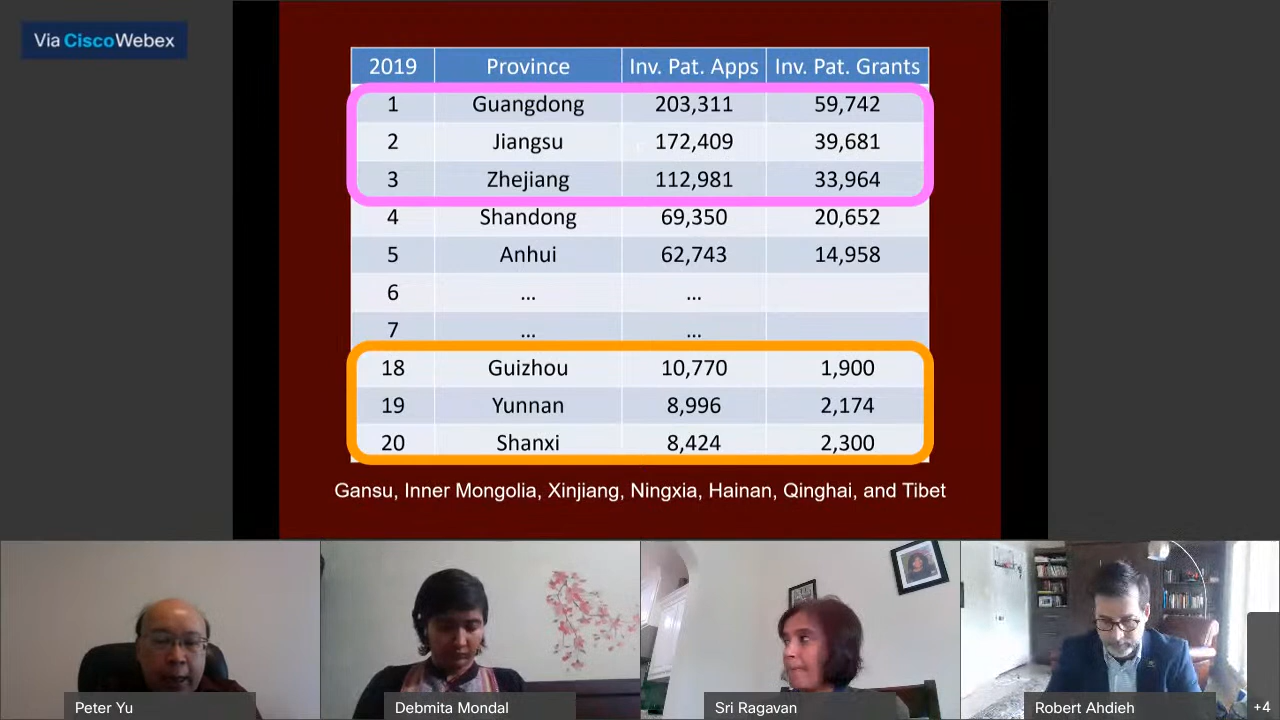 Via Cisco Webex
2019 Province Inv. Pat. Apps Inv. Pat. Grants
1 Guangdong 203,311 59,742
2 Jiangsu 172,409 39,681
3 Zhejiang 112,981 33,964
4 Shandong 69,350 20,652
5 Anhui 62,743 14,958
6 ... ...
7 ... ...
18 Guizhou 10,770 1,900
19 Yunnan 8,996 2,174
20 Shanxi 8,424 2,300
Gansu, Inner Mongolia, Xinjiang, Ningxia, Hainan, Qinghai, and Tibet
Peter Yu Debmita Mondal Sri Ragavan Robert Ahdieh +4